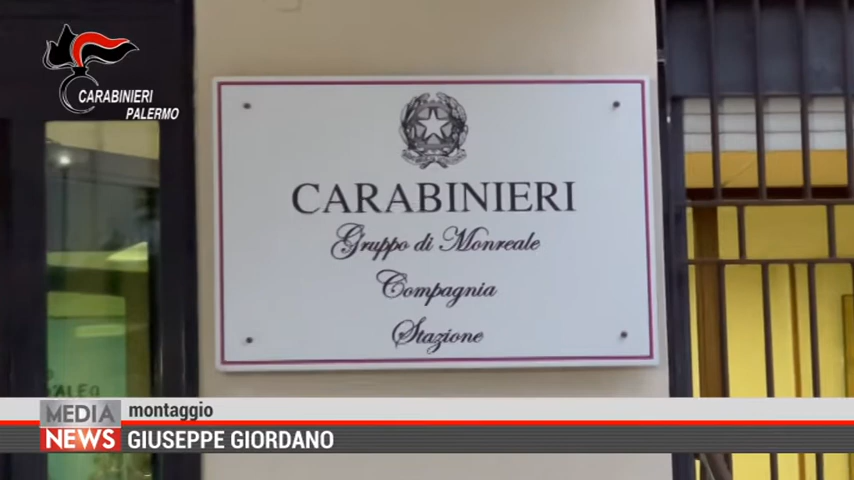 CARABINIERI
PALERMO
CARABINIERI
Gruppo di Monreale
Compagnia
Stazione
MEDIA
NEWS
montaggio
GIUSEPPE GIORDANO